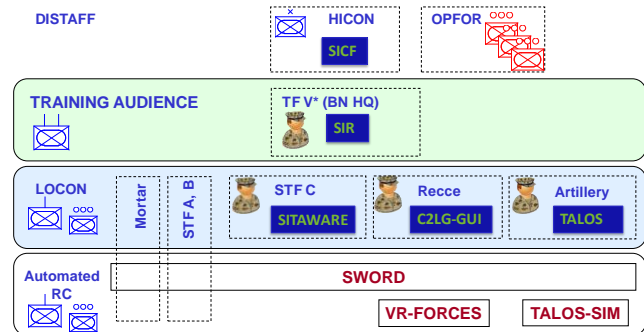 DISTAFF
HICON
OPFOR
SICF
TRAINING AUDIENCE
TF V* (BN HQ)
SIR
LOCON
Mortar
STF A, B
STF C
Recce
Artillery
SITAWARE
C2LG-GUI
TALOS
Automated
RC
SWORD
VR-FORCES
TALOS-SIM